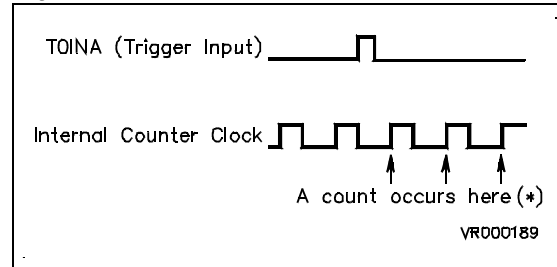 T0INA (Trigger Input)
Internal Counter Clock
A count occurs here (*)
VR000189